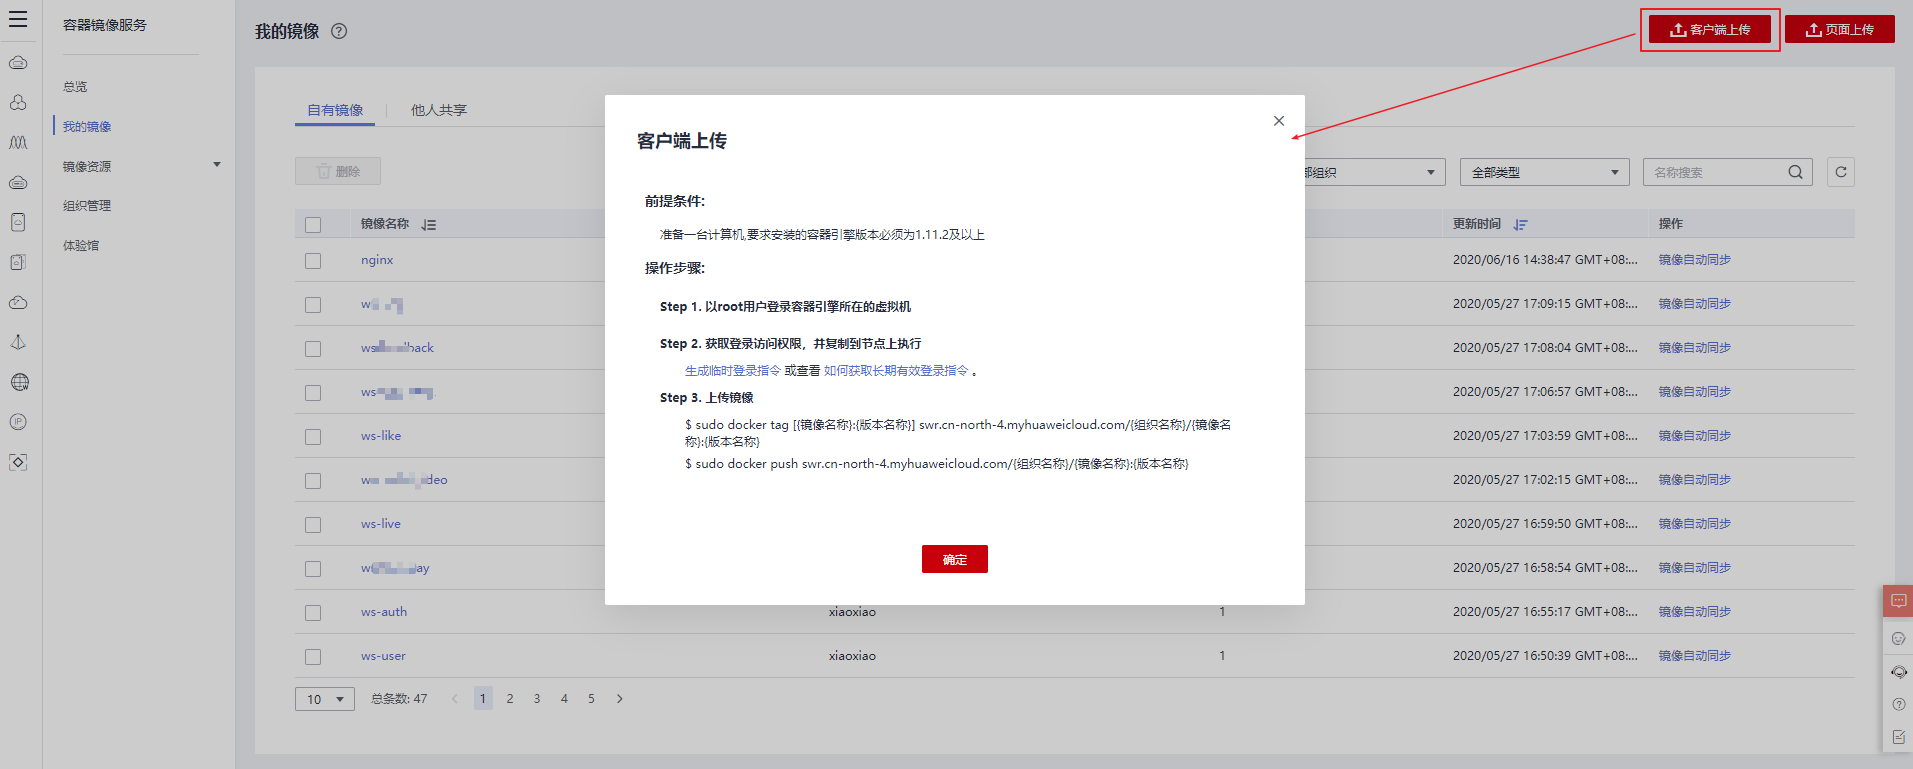 容器镜像服务
总览
我的镜像
镜像资源
组织管理
体验馆
我的镜像
客户端上传
页面上传
自有镜像
他人共享
删除
部组织
全部类型
名称搜索
镜像名称
更新时间
操作
nginx
2020/06/16 14:38:47 GMT+08:...
镜像自动同步
2020/05/27 17:09:15 GMT+08:...
镜像自动同步
2020/05/27 17:08:04 GMT+08:...
镜像自动同步
2020/05/27 17:06:57 GMT+08:...
镜像自动同步
ws-like
2020/05/27 17:03:59 GMT+08:...
镜像自动同步
2020/05/27 17:02:15 GMT+08:...
镜像自动同步
ws-live
2020/05/27 16:59:50 GMT+08:...
镜像自动同步
2020/05/27 16:58:54 GMT+08:...
镜像自动同步
ws-auth
xiaoxiao
1
2020/05/27 16:55:17 GMT+08:...
镜像自动同步
ws-user
xiaoxiao
1
2020/05/27 16:50:39 GMT+08:...
镜像自动同步
10
总条数: 47
1 2 3 4 5
客户端上传
前提条件:
准备一台计算机,要求安装的容器引擎版本必须为1.11.2及以上
操作步骤:
Step 1. 以root用户登录容器引擎所在的虚拟机
Step 2. 获取登录访问权限，并复制到节点上执行
生成临时登录指令 或查看 如何获取长期有效登录指令 。
Step 3. 上传镜像
$ sudo docker tag [{镜像名称}:{版本名称}] swr.cn-north-4.myhuaweicloud.com/{组织名称}/{镜像名
称}:{版本名称}
$ sudo docker push swr.cn-north-4.myhuaweicloud.com/{组织名称}/{镜像名称}:{版本名称}
确定